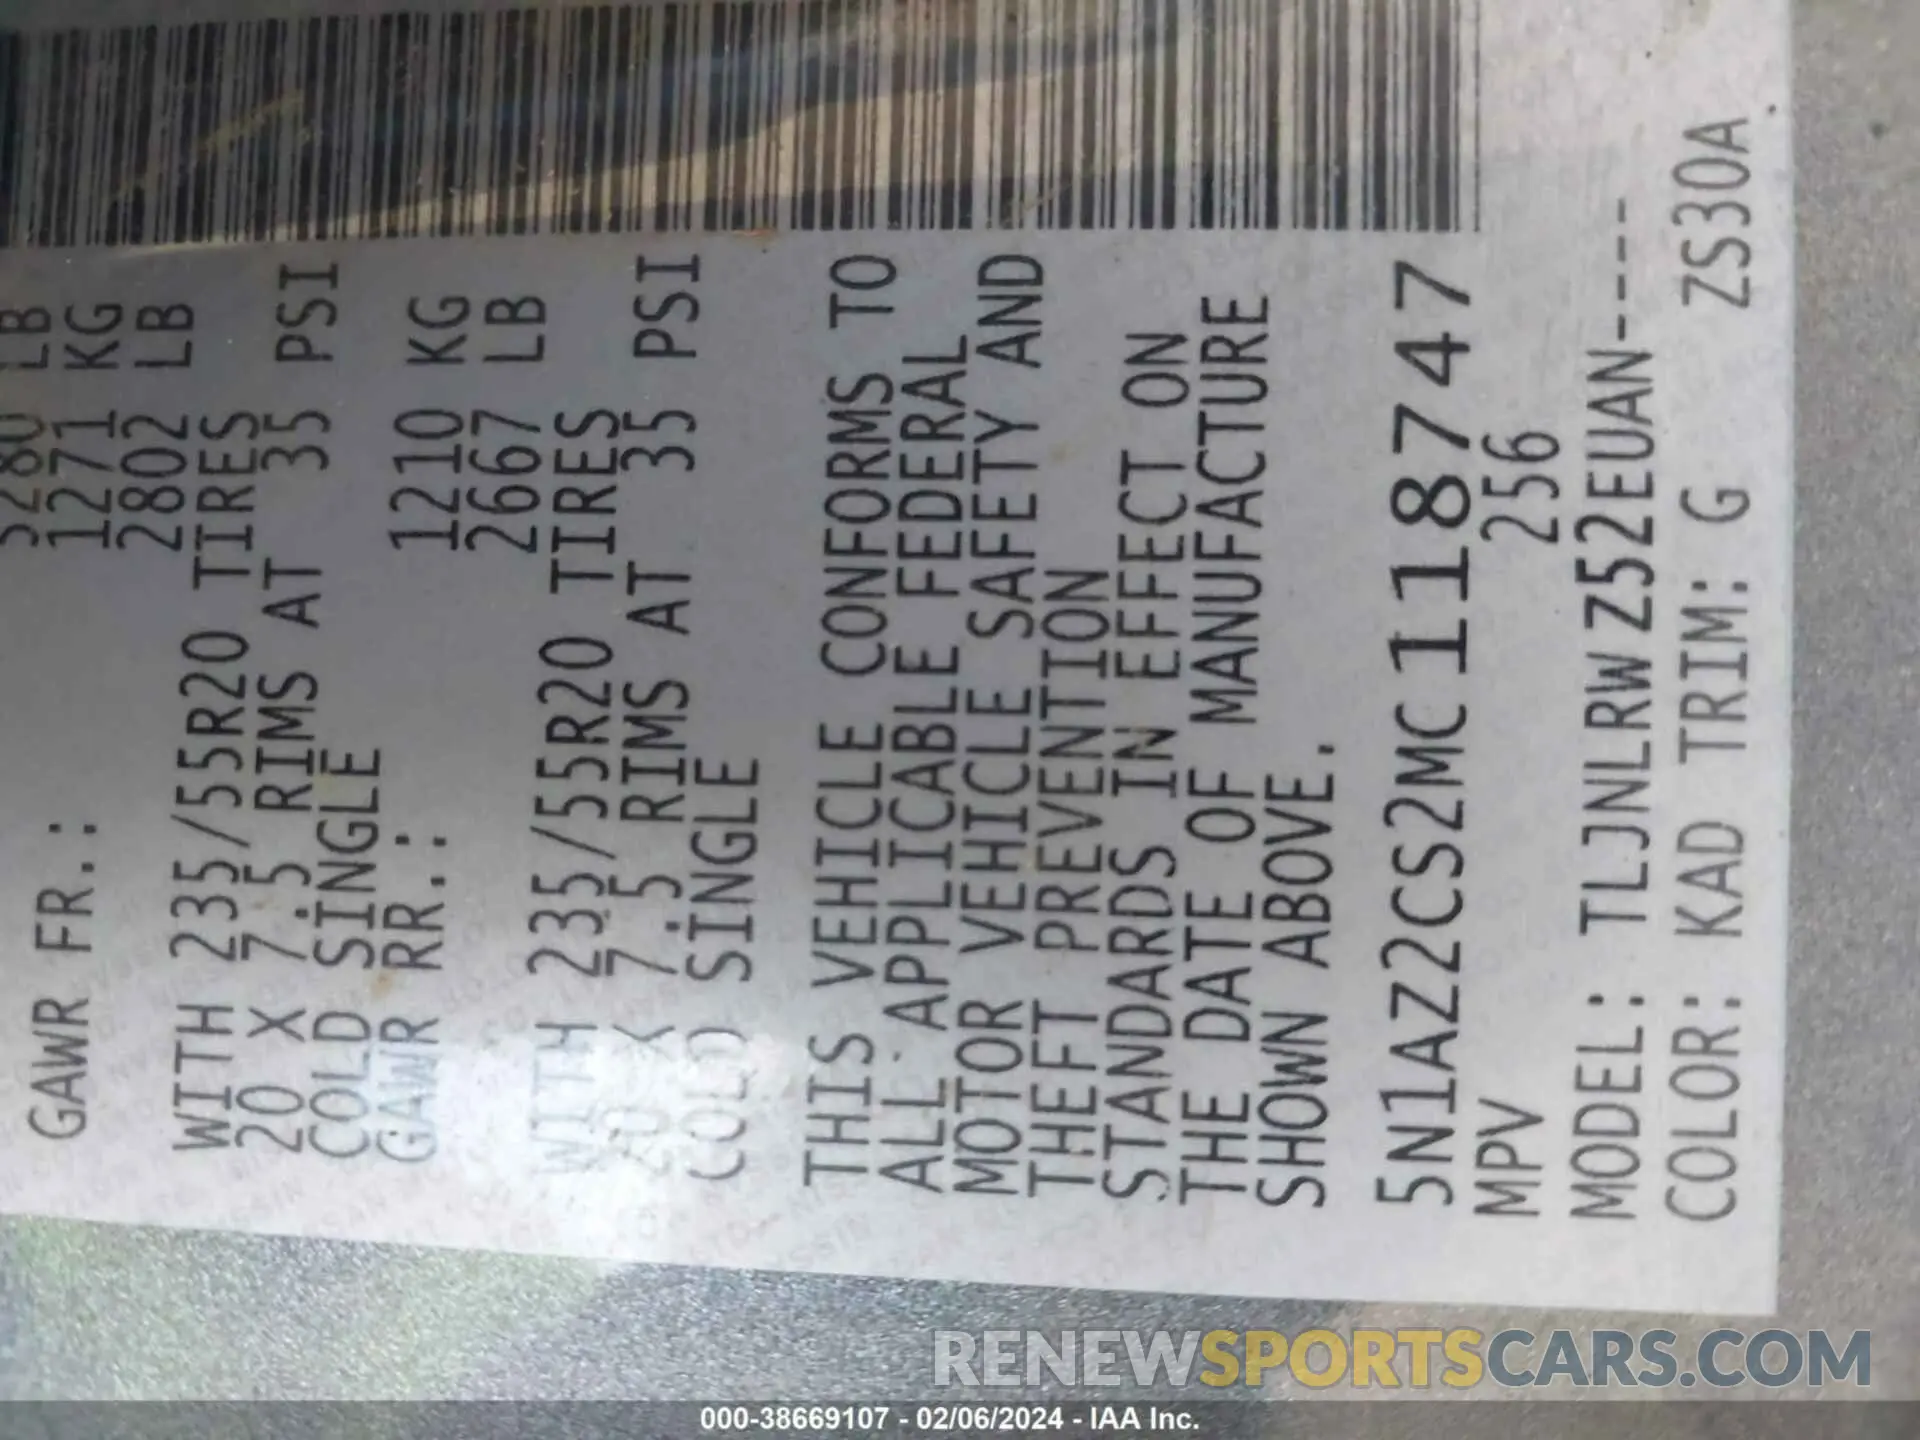 5280 LB
GAWR FR.: 1271 KG
2802 LB
WITH 235/55R20 TIRES
20 X 7.5 RIMS AT 35 PSI
COLD SINGLE
GAWR RR.: 1210 KG
2667 LB
WITH 235/55R20 TIRES
20 X 7.5 RIMS AT 35 PSI
COLD SINGLE
THIS VEHICLE CONFORMS TO
ALL APPLICABLE FEDERAL
MOTOR VEHICLE SAFETY AND
THEFT PREVENTION
STANDARDS IN EFFECT ON
THE DATE OF MANUFACTURE
SHOWN ABOVE.
5N1AZ2CS2MC118747
MPV 256
MODEL: TLJNLRWZ52EUAN----
COLOR: KAD TRIM: G ZS30A
RENEWSPORTSCARS.COM
000-38669107 - 02/06/2024 - IAA Inc.